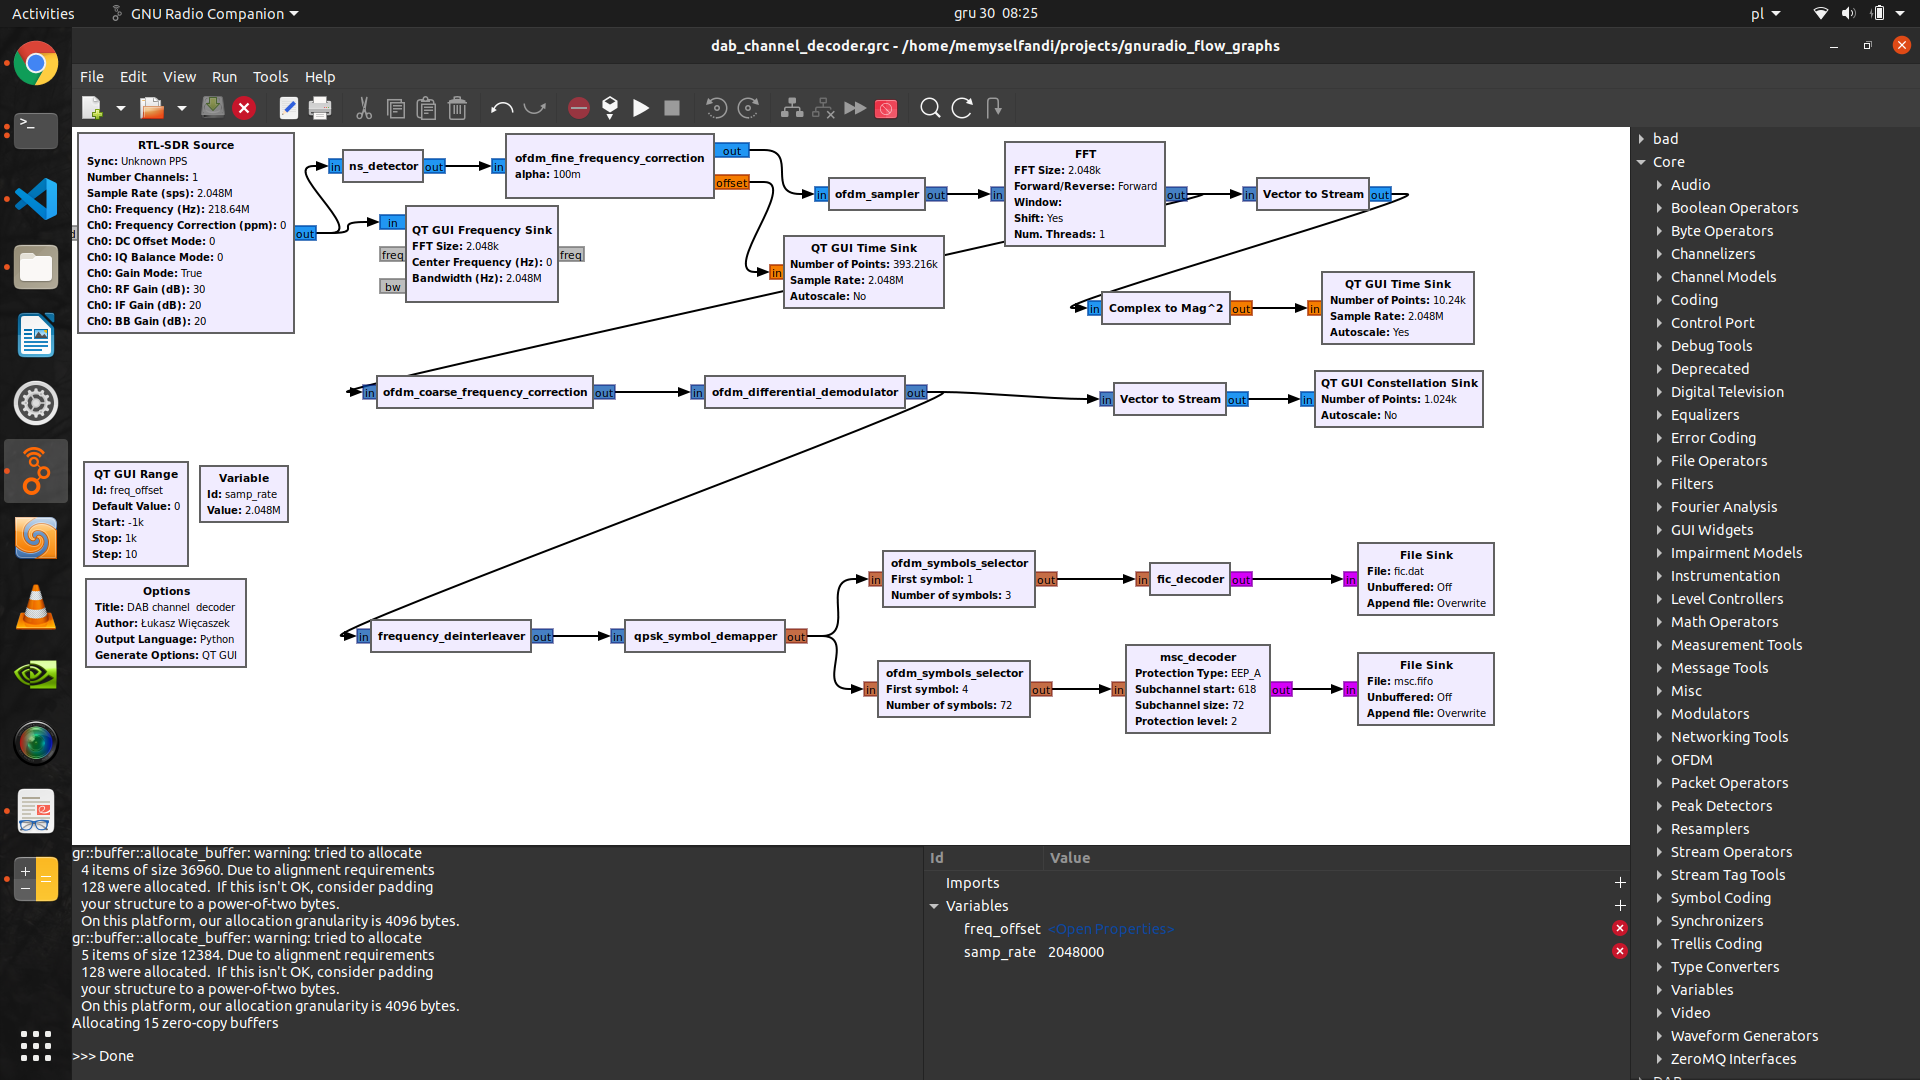 Activities
GNU Radio Companion
gru 30 08:25
pl
dab_channel_decoder.grc - /home/memyselfandi/projects/gnuradio_flow_graphs
File Edit View Run Tools Help
RTL-SDR Source
Sync: Unknown PPS
Number Channels: 1
Sample Rate (sps): 2.048M
Ch0: Frequency (Hz): 218.64M
Ch0: Frequency Correction (ppm): 0
Ch0: DC Offset Mode: 0
Ch0: IQ Balance Mode: 0
Ch0: Gain Mode: True
Ch0: RF Gain (dB): 30
Ch0: IF Gain (dB): 20
Ch0: BB Gain (dB): 20
out
in ns_detector out
in
ofdm_fine_frequency_correction
alpha: 100m
out
offset
in
freq
bw
QT GUI Frequency Sink
FFT Size: 2.048k
Center Frequency (Hz): 0
Bandwidth (Hz): 2.048M
freq
in ofdm_sampler out
in
QT GUI Time Sink
Number of Points: 393.216k
Sample Rate: 2.048M
Autoscale: No
in
FFT
FFT Size: 2.048k
Forward/Reverse: Forward
Window:
Shift: Yes
Num. Threads: 1
out
in Vector to Stream out
in Complex to Mag^2 out
in
QT GUI Time Sink
Number of Points: 10.24k
Sample Rate: 2.048M
Autoscale: Yes
in ofdm_coarse_frequency_correction out
in ofdm_differential_demodulator out
in Vector to Stream out
in
QT GUI Constellation Sink
Number of Points: 1.024k
Autoscale: No
QT GUI Range
Id: freq_offset
Default Value: 0
Start: -1k
Stop: 1k
Step: 10
Variable
Id: samp_rate
Value: 2.048M
Options
Title: DAB channel decoder
Author: Łukasz Więcaszek
Output Language: Python
Generate Options: QT GUI
in frequency_deinterleaver out
in qpsk_symbol_demapper out
in
ofdm_symbols_selector
First symbol: 1
Number of symbols: 3
out
in fic_decoder out
in
File Sink
File: fic.dat
Unbuffered: Off
Append file: Overwrite
in
ofdm_symbols_selector
First symbol: 4
Number of symbols: 72
out
in
msc_decoder
Protection Type: EEP_A
Subchannel start: 618
Subchannel size: 72
Protection level: 2
out
in
File Sink
File: msc.fifo
Unbuffered: Off
Append file: Overwrite
gr::buffer::allocate_buffer: warning: tried to allocate
4 items of size 36960. Due to alignment requirements
128 were allocated. If this isn't OK, consider padding
your structure to a power-of-two bytes.
On this platform, our allocation granularity is 4096 bytes.
gr::buffer::allocate_buffer: warning: tried to allocate
5 items of size 12384. Due to alignment requirements
128 were allocated. If this isn't OK, consider padding
your structure to a power-of-two bytes.
On this platform, our allocation granularity is 4096 bytes.
Allocating 15 zero-copy buffers
>>> Done
Id Value
Imports
Variables
freq_offset <Open Properties>
samp_rate 2048000
bad
Core
Audio
Boolean Operators
Byte Operators
Channelizers
Channel Models
Coding
Control Port
Debug Tools
Deprecated
Digital Television
Equalizers
Error Coding
File Operators
Filters
Fourier Analysis
GUI Widgets
Impairment Models
Instrumentation
Level Controllers
Math Operators
Measurement Tools
Message Tools
Misc
Modulators
Networking Tools
OFDM
Packet Operators
Peak Detectors
Resamplers
Stream Operators
Stream Tag Tools
Symbol Coding
Synchronizers
Trellis Coding
Type Converters
Variables
Video
Waveform Generators
ZeroMQ Interfaces